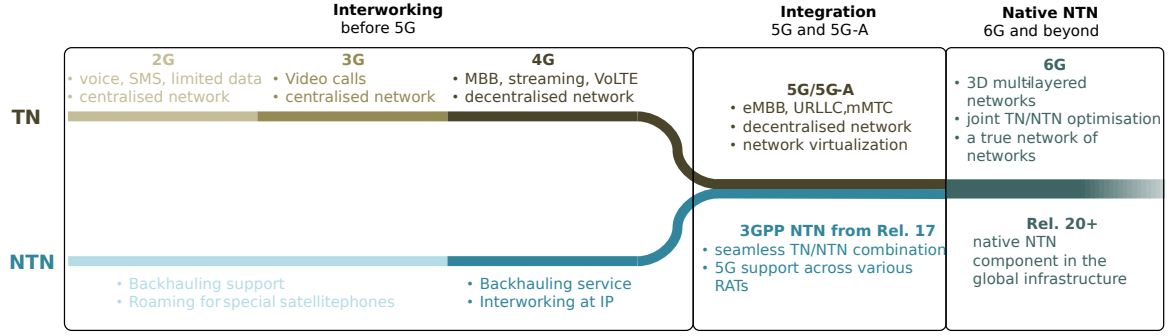 Interworking
before 5G
Integration
5G and 5G-A
Native NTN
6G and beyond
TN
2G
• voice, SMS, limited data
• centralised network
3G
• Video calls
• centralised network
4G
• MBB, streaming, VoLTE
• decentralised network
5G/5G-A
• eMBB, URLLC,mMTC
• decentralised network
• network virtualization
6G
• 3D multi-layered
networks
• joint TN/NTN optimisation
• a true network of
networks
NTN
• Backhauling support
• Roaming for special satellitephones
• Backhauling service
• Interworking at IP
3GPP NTN from Rel. 17
• seamless TN/NTN combination
• 5G support across various
RATs
Rel. 20+
native NTN
component in the
global infrastructure